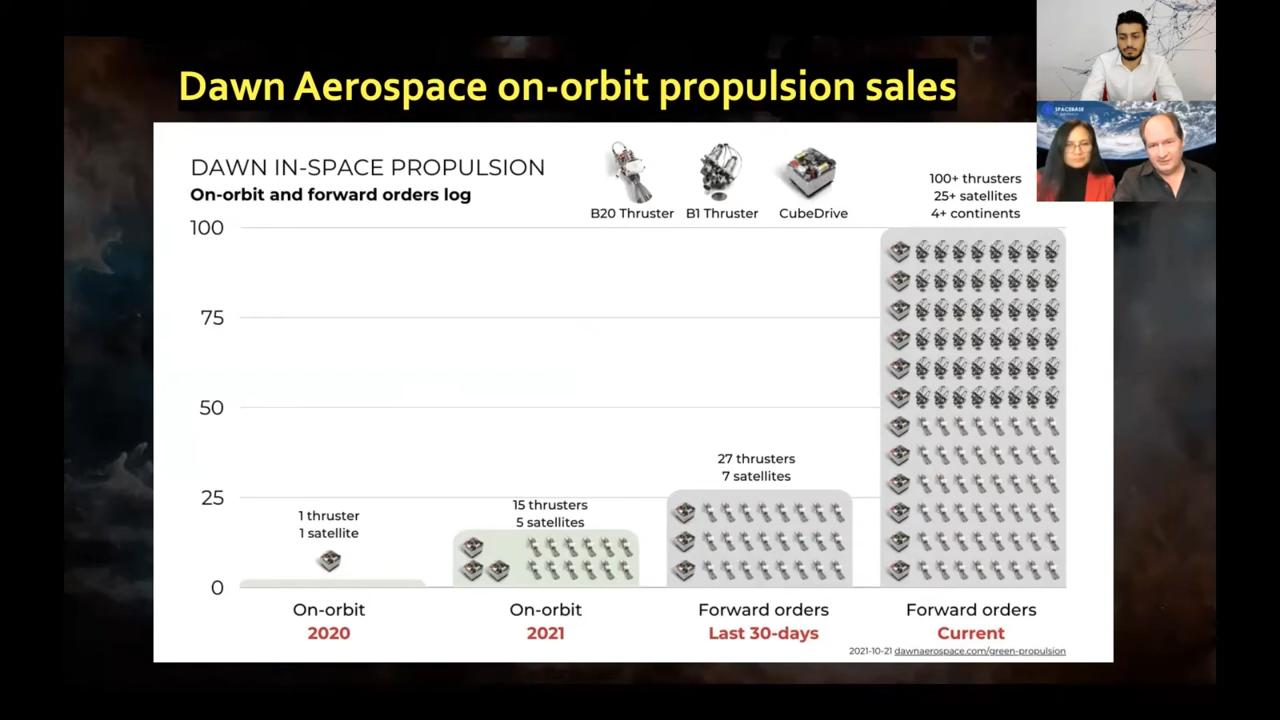 Dawn Aerospace on-orbit propulsion sales
SPACEBASE
DAWN IN-SPACE PROPULSION
On-orbit and forward orders log
B20 Thruster
B1 Thruster
CubeDrive
100+ thrusters
25+ satellites
4+ continents
100
75
50
25
0
1 thruster
1 satellite
15 thrusters
5 satellites
27 thrusters
7 satellites
On-orbit
2020
On-orbit
2021
Forward orders
Last 30-days
Forward orders
Current
2021-10-21 dawnaerospace.com/green-propulsion